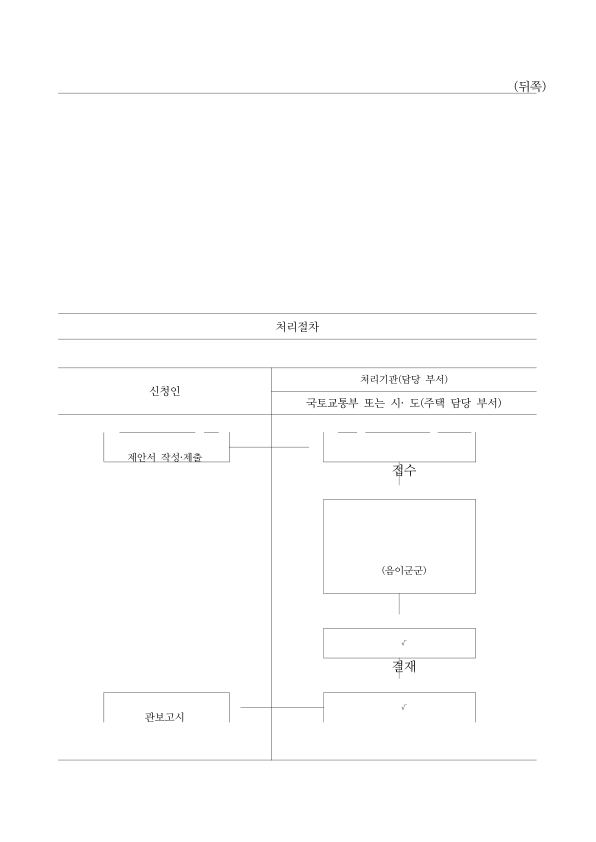 (뒤쪽)
처리절차
신청인
처리기관(담당 부서)
국토교통부 또는 시· 도(주택 담당 부서)
제안서 작성·제출
접수
(읍이군군)
√
결재
√
관보고시